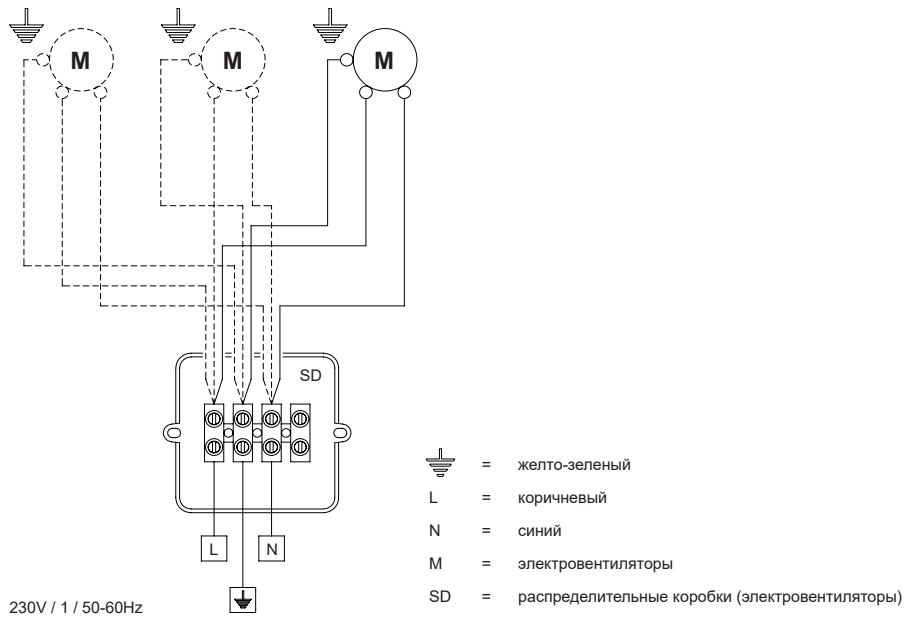 M M M
SD
L N
230V / 1 / 50-60Hz
= желто-зеленый
L = коричневый
N = синий
M = электровентиляторы
SD = распределительные коробки (электровентиляторы)